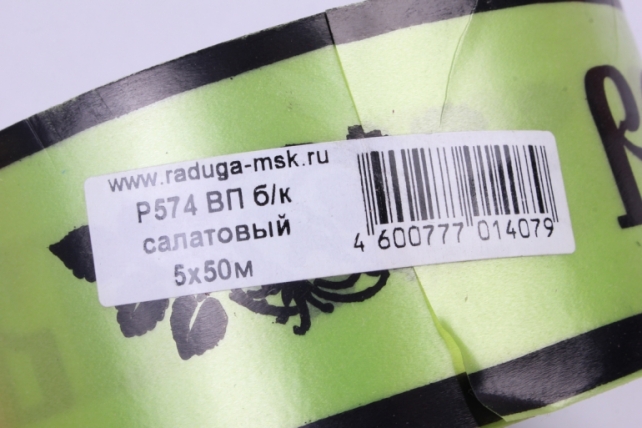 www.raduga-msk.ru
Р574 ВП б/к
салатовый
5х50м
4 600777 014079